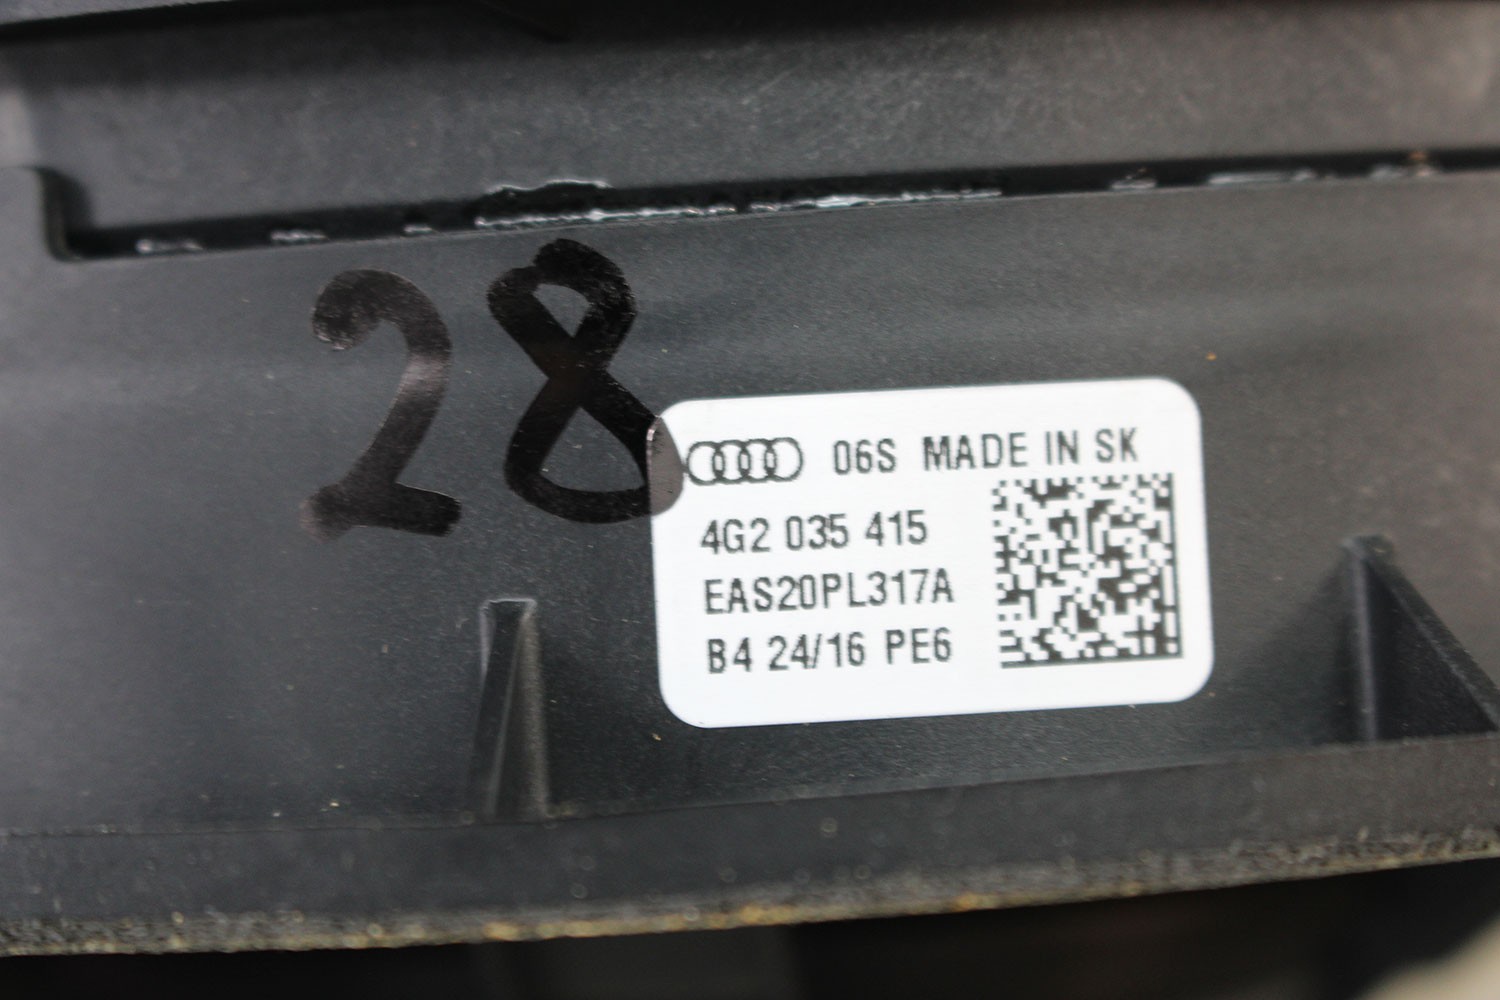 28
06S MADE IN SK
4G2 035 415
EAS20PL317A
B4 24/16 PE6